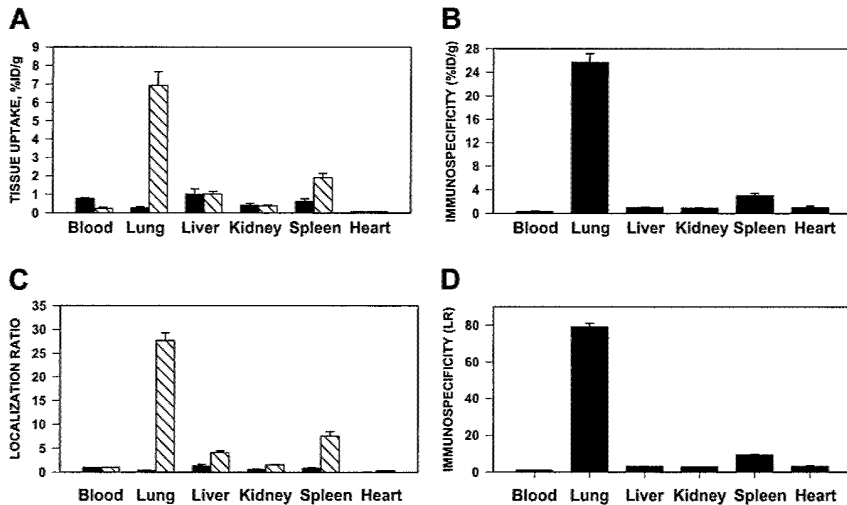 A
TISSUE UPTAKE, %ID/g
9
8
7
6
5
4
3
2
1
0
Blood Lung Liver Kidney Spleen Heart
B
IMMUNOSPECIFICITY (%ID/g)
28
24
20
16
12
8
4
0
Blood Lung Liver Kidney Spleen Heart
C
LOCALIZATION RATIO
35
30
25
20
15
10
5
0
Blood Lung Liver Kidney Spleen Heart
D
IMMUNOSPECIFICITY (LR)
80
60
40
20
0
Blood Lung Liver Kidney Spleen Heart